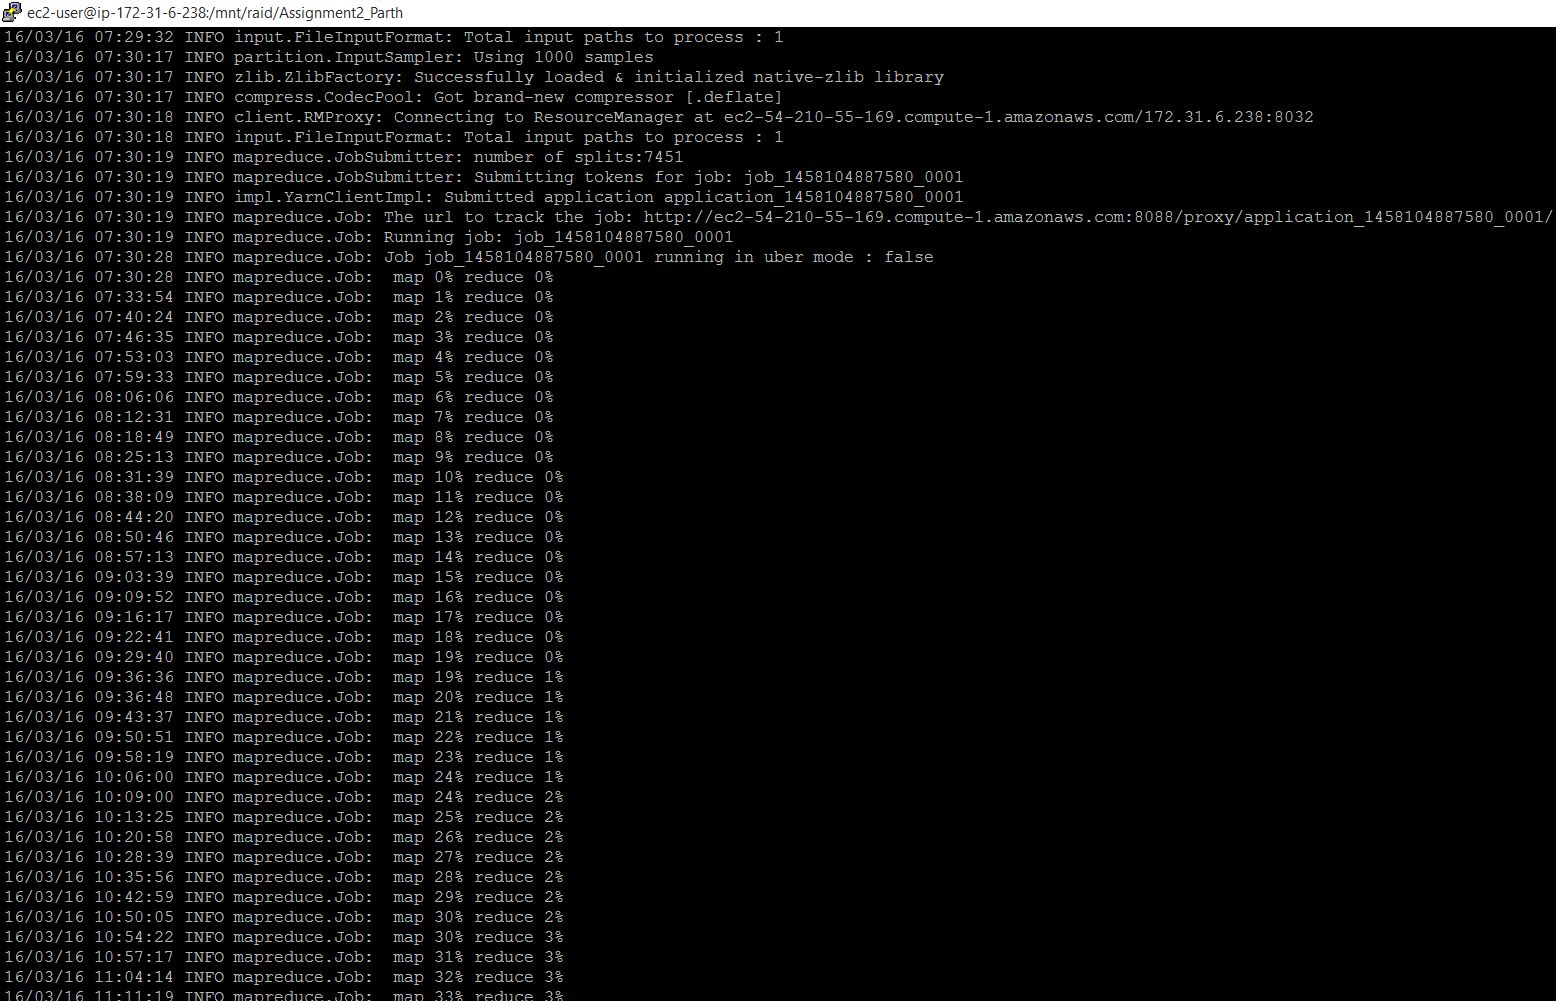 ec2-user@ip-172-31-6-238:/mnt/raid/Assignment2_Parth
16/03/16 07:29:32 INFO input.FileInputFormat: Total input paths to process : 1
16/03/16 07:30:17 INFO partition.InputSampler: Using 1000 samples
16/03/16 07:30:17 INFO zlib.ZlibFactory: Successfully loaded & initialized native-zlib library
16/03/16 07:30:17 INFO compress.CodecPool: Got brand-new compressor [.deflate]
16/03/16 07:30:18 INFO client.RMProxy: Connecting to ResourceManager at ec2-54-210-55-169.compute-1.amazonaws.com/172.31.6.238:8032
16/03/16 07:30:18 INFO input.FileInputFormat: Total input paths to process : 1
16/03/16 07:30:19 INFO mapreduce.JobSubmitter: number of splits:7451
16/03/16 07:30:19 INFO mapreduce.JobSubmitter: Submitting tokens for job: job_1458104887580_0001
16/03/16 07:30:19 INFO impl.YarnClientImpl: Submitted application application_1458104887580_0001
16/03/16 07:30:19 INFO mapreduce.Job: The url to track the job: http://ec2-54-210-55-169.compute-1.amazonaws.com:8088/proxy/application_1458104887580_0001/
16/03/16 07:30:19 INFO mapreduce.Job: Running job: job_1458104887580_0001
16/03/16 07:30:28 INFO mapreduce.Job: Job job_1458104887580_0001 running in uber mode : false
16/03/16 07:30:28 INFO mapreduce.Job:  map 0% reduce 0%
16/03/16 07:33:54 INFO mapreduce.Job:  map 1% reduce 0%
16/03/16 07:40:24 INFO mapreduce.Job:  map 2% reduce 0%
16/03/16 07:46:35 INFO mapreduce.Job:  map 3% reduce 0%
16/03/16 07:53:03 INFO mapreduce.Job:  map 4% reduce 0%
16/03/16 07:59:33 INFO mapreduce.Job:  map 5% reduce 0%
16/03/16 08:06:06 INFO mapreduce.Job:  map 6% reduce 0%
16/03/16 08:12:31 INFO mapreduce.Job:  map 7% reduce 0%
16/03/16 08:18:49 INFO mapreduce.Job:  map 8% reduce 0%
16/03/16 08:25:13 INFO mapreduce.Job:  map 9% reduce 0%
16/03/16 08:31:39 INFO mapreduce.Job:  map 10% reduce 0%
16/03/16 08:38:09 INFO mapreduce.Job:  map 11% reduce 0%
16/03/16 08:44:20 INFO mapreduce.Job:  map 12% reduce 0%
16/03/16 08:50:46 INFO mapreduce.Job:  map 13% reduce 0%
16/03/16 08:57:13 INFO mapreduce.Job:  map 14% reduce 0%
16/03/16 09:03:39 INFO mapreduce.Job:  map 15% reduce 0%
16/03/16 09:09:52 INFO mapreduce.Job:  map 16% reduce 0%
16/03/16 09:16:17 INFO mapreduce.Job:  map 17% reduce 0%
16/03/16 09:22:41 INFO mapreduce.Job:  map 18% reduce 0%
16/03/16 09:29:40 INFO mapreduce.Job:  map 19% reduce 0%
16/03/16 09:36:36 INFO mapreduce.Job:  map 19% reduce 1%
16/03/16 09:36:48 INFO mapreduce.Job:  map 20% reduce 1%
16/03/16 09:43:37 INFO mapreduce.Job:  map 21% reduce 1%
16/03/16 09:50:51 INFO mapreduce.Job:  map 22% reduce 1%
16/03/16 09:58:19 INFO mapreduce.Job:  map 23% reduce 1%
16/03/16 10:06:00 INFO mapreduce.Job:  map 24% reduce 1%
16/03/16 10:09:00 INFO mapreduce.Job:  map 24% reduce 2%
16/03/16 10:13:25 INFO mapreduce.Job:  map 25% reduce 2%
16/03/16 10:20:58 INFO mapreduce.Job:  map 26% reduce 2%
16/03/16 10:28:39 INFO mapreduce.Job:  map 27% reduce 2%
16/03/16 10:35:56 INFO mapreduce.Job:  map 28% reduce 2%
16/03/16 10:42:59 INFO mapreduce.Job:  map 29% reduce 2%
16/03/16 10:50:05 INFO mapreduce.Job:  map 30% reduce 2%
16/03/16 10:54:22 INFO mapreduce.Job:  map 30% reduce 3%
16/03/16 10:57:17 INFO mapreduce.Job:  map 31% reduce 3%
16/03/16 11:04:14 INFO mapreduce.Job:  map 32% reduce 3%
16/03/16 11:11:19 INFO mapreduce.Job:  map 33% reduce 3%